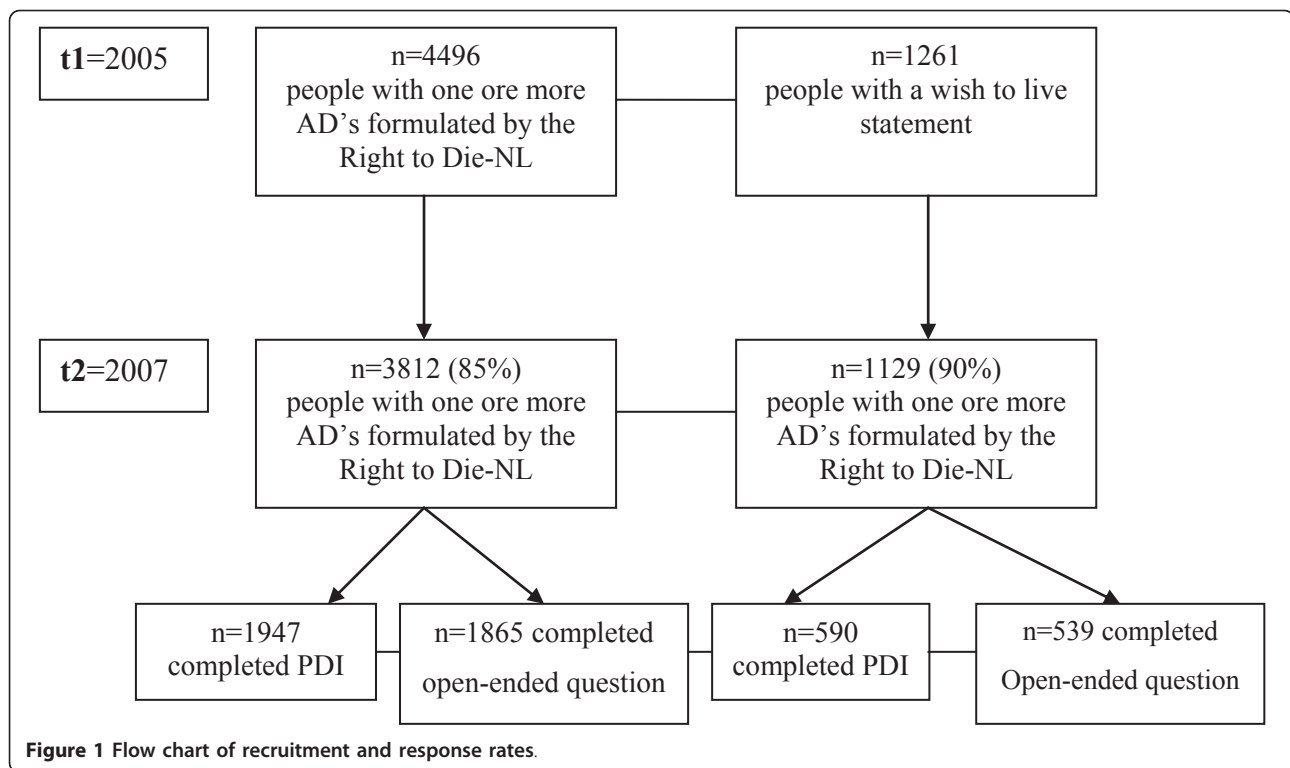 t1=2005
n=4496
people with one ore more
AD's formulated by the
Right to Die-NL
n=1261
people with a wish to live
statement
t2=2007
n=3812 (85%)
people with one ore more
AD's formulated by the
Right to Die-NL
n=1129 (90%)
people with one ore more
AD's formulated by the
Right to Die-NL
n=1947
completed PDI
n=1865 completed
open-ended question
n=590
completed PDI
n=539 completed
Open-ended question
Figure 1 Flow chart of recruitment and response rates.